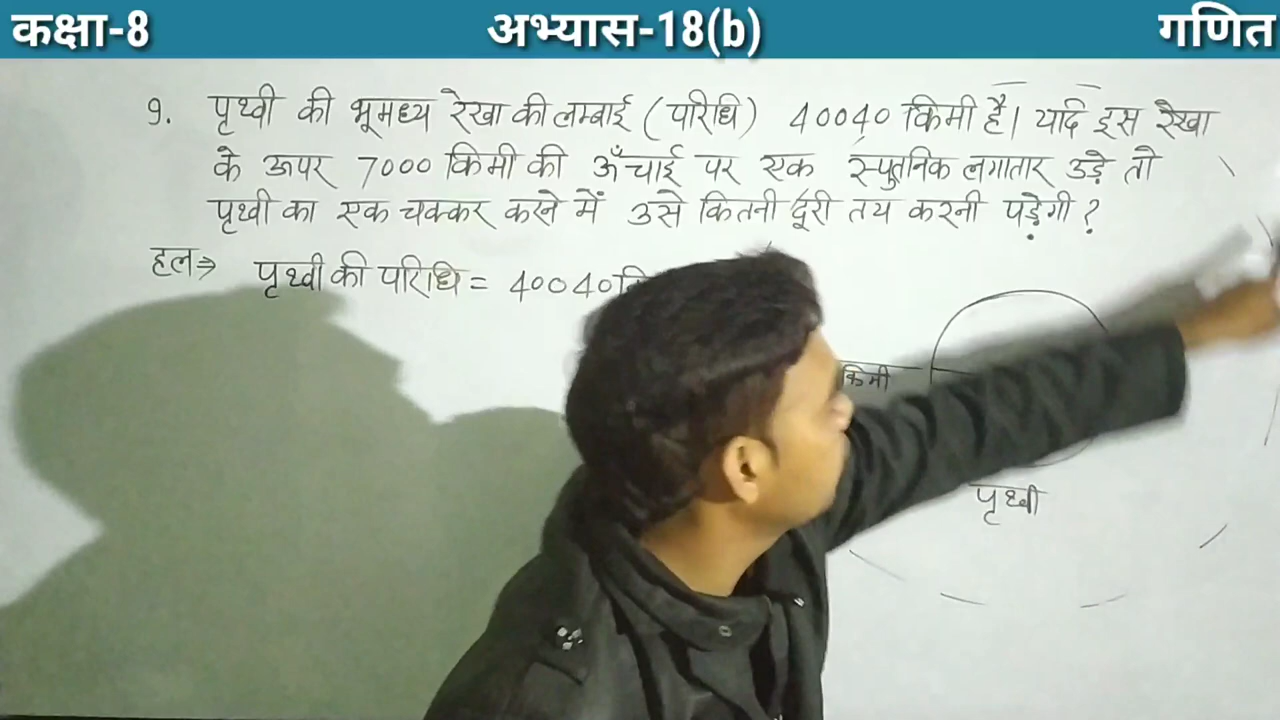 कक्षा-8 अभ्यास-18(b) गणित
9. पृथ्वी की भूमध्य रेखा की लम्बाई (परिधि) 40040 किमी है। यदि इस रेखा
के ऊपर 7000 किमी की ऊँचाई पर एक स्पुतनिक लगातार उड़े तो
पृथ्वी का एक चक्कर करने में उसे कितनी दूरी तय करनी पड़ेगी ?
हल⇒ पृथ्वी की परिधि = 40040
किमी
पृथ्वी